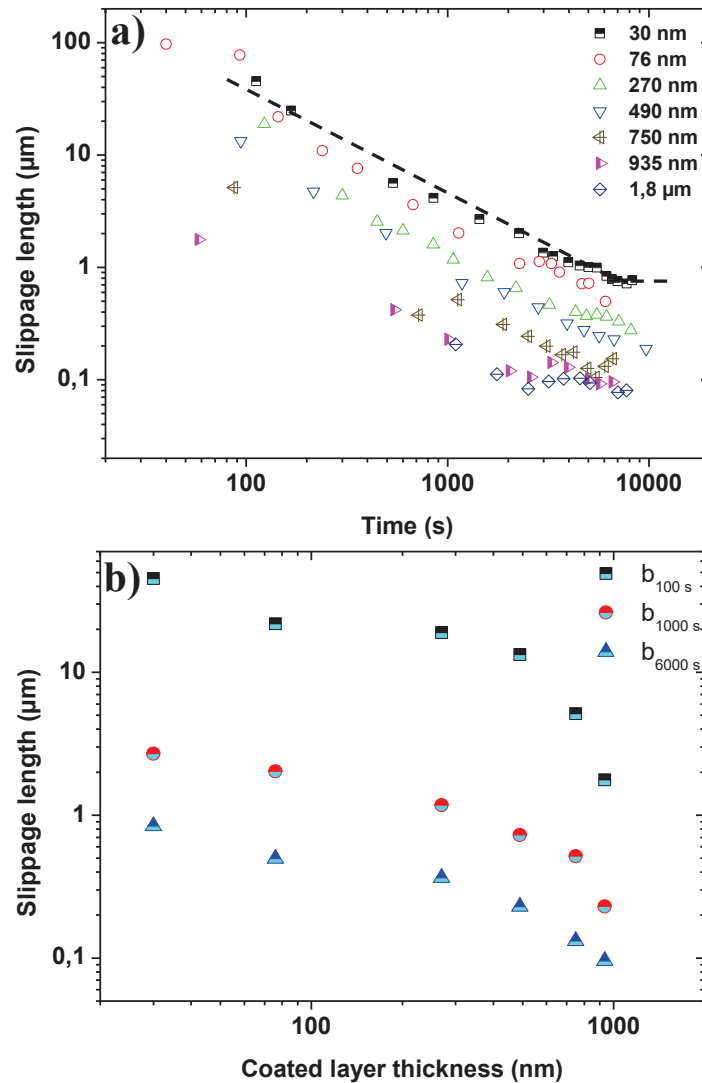 a)
100
10
1
0,1
30 nm
76 nm
270 nm
490 nm
750 nm
935 nm
1,8 µm
Slippage length (µm)
100
1000
10000
Time (s)
b)
10
1
0,1
b100 s
b1000 s
b6000 s
Slippage length (µm)
100
1000
Coated layer thickness (nm)